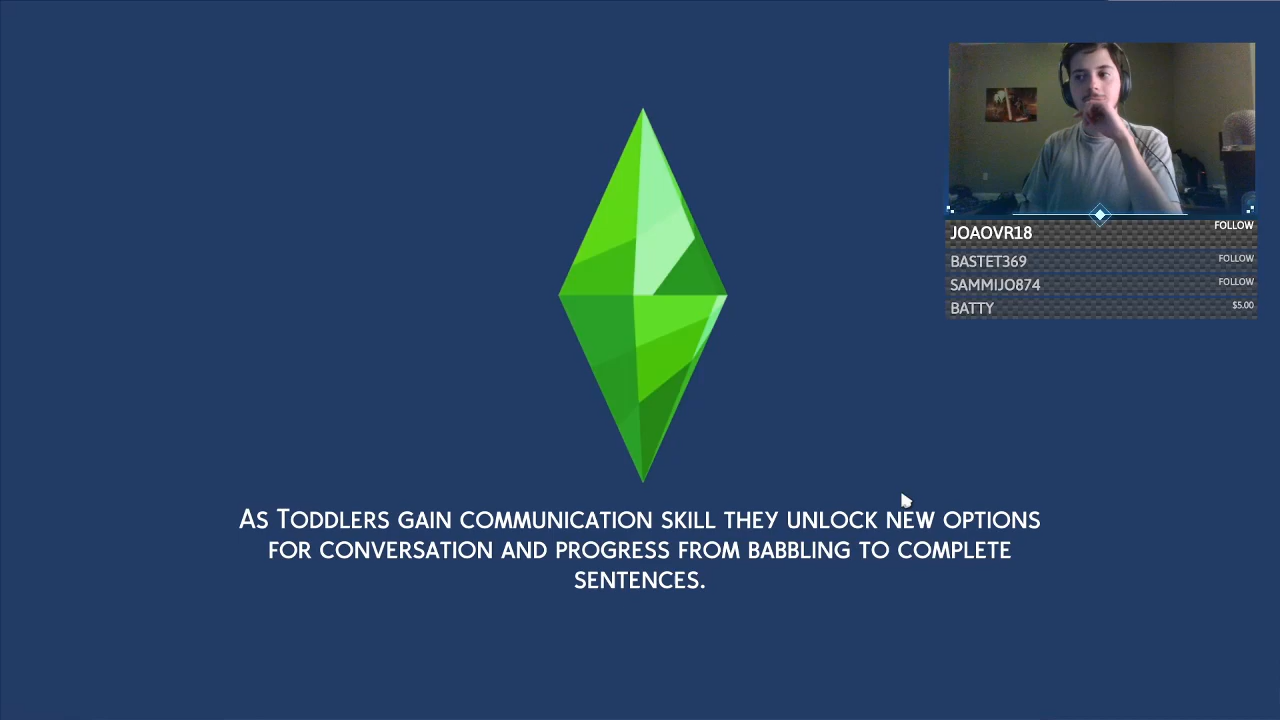 JOAOVR18 FOLLOW
BASTET369 FOLLOW
SAMMIJO874 FOLLOW
BATTY $5.00
As Toddlers gain communication skill they unlock new options
for conversation and progress from babbling to complete
sentences.